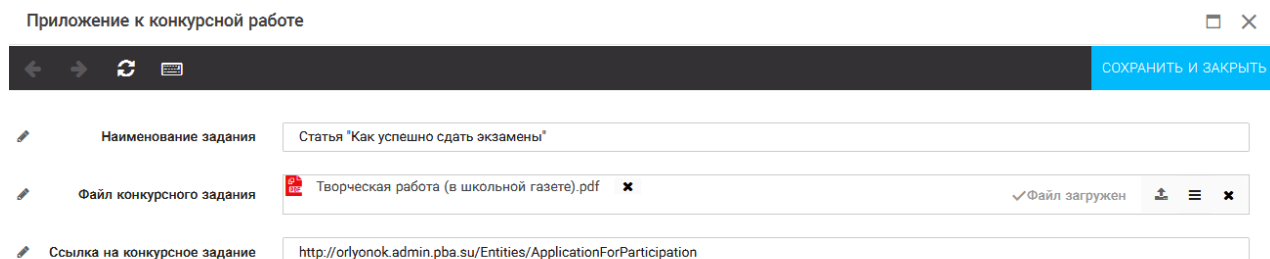 Приложение к конкурсной работе
СОХРАНИТЬ И ЗАКРЫТЬ
Наименование задания Статья "Как успешно сдать экзамены"
Файл конкурсного задания Творческая работа (в школьной газете).pdf Файл загружен
Ссылка на конкурсное задание http://orlyonok.admin.pba.su/Entities/ApplicationForParticipation